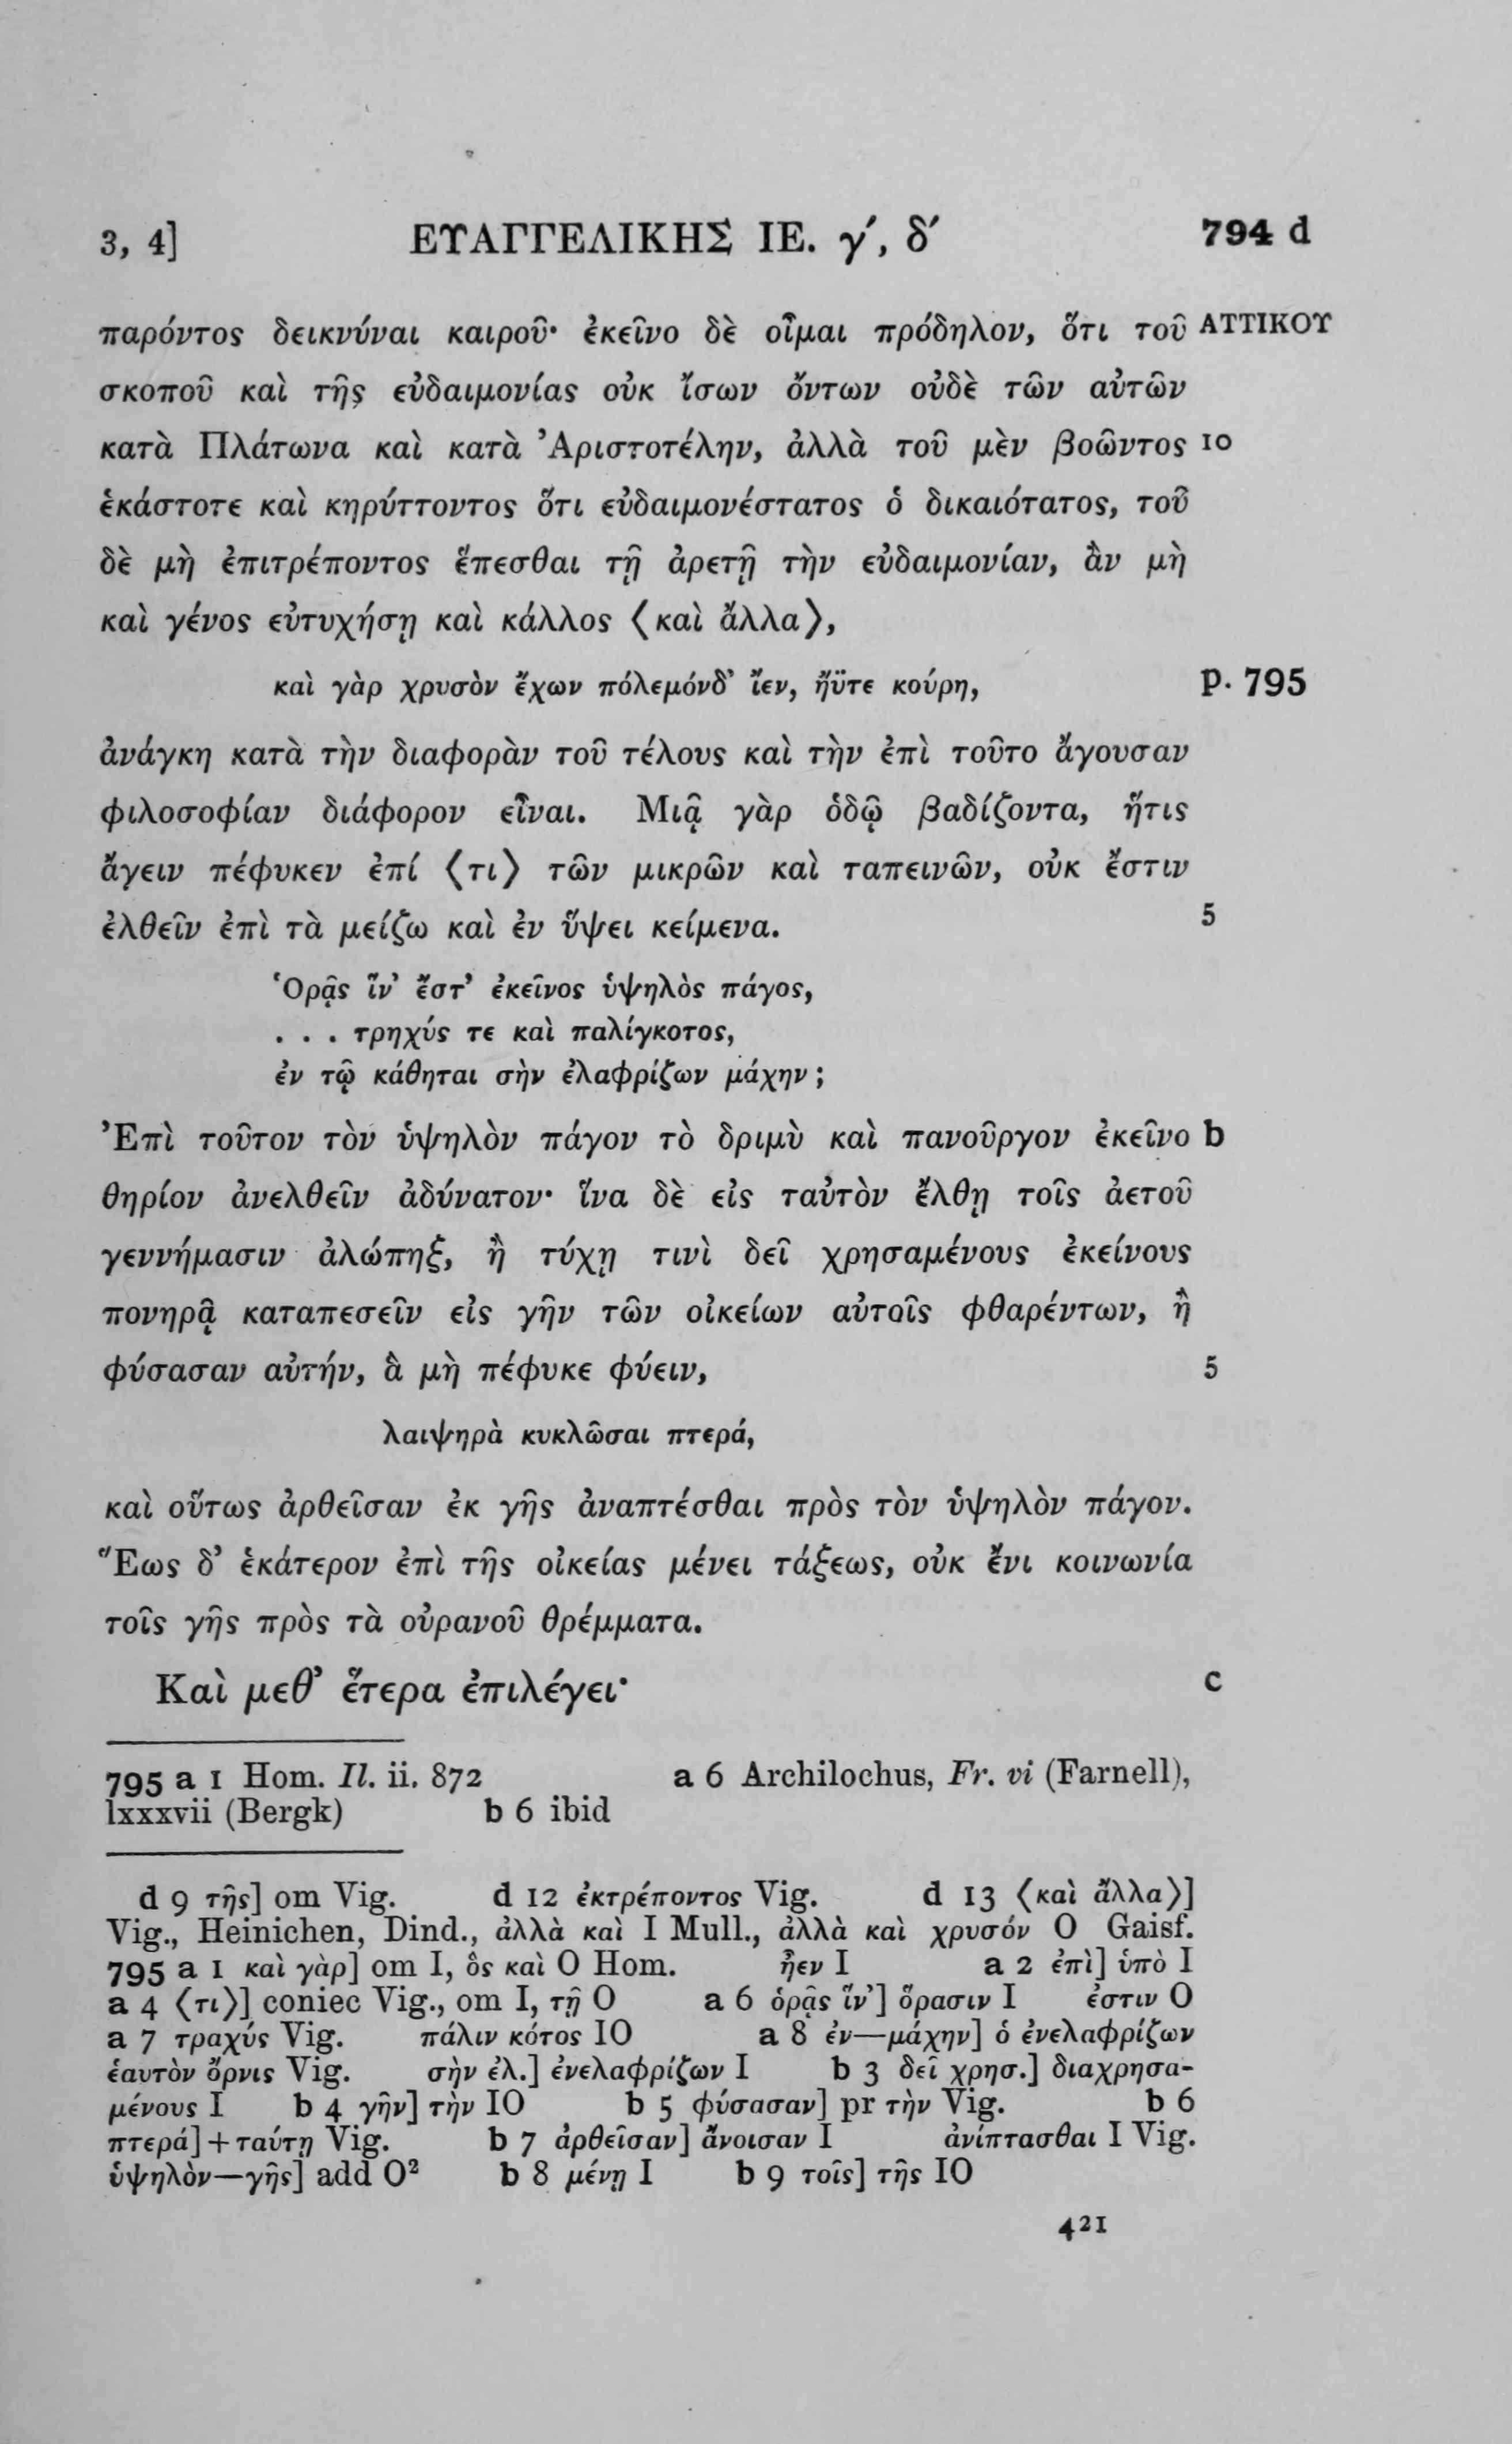 3, 4] ΕΥΑΓΓΕΛΙΚΗΣ ΙΕ. γ′, δ′ 794 d
παρόντος δεικνύναι καιροῦ· ἐκεῖνο δὲ οἶμαι πρόδηλον, ὅτι τοῦ ΑΤΤΙΚΟΥ
σκοποῦ καὶ τῆς εὐδαιμονίας οὐκ ἴσων ὄντων οὐδὲ τῶν αὐτῶν
κατὰ Πλάτωνα καὶ κατὰ Ἀριστοτέλην, ἀλλὰ τοῦ μὲν βοῶντος 10
ἑκάστοτε καὶ κηρύττοντος ὅτι εὐδαιμονέστατος ὁ δικαιότατος, τοῦ
δὲ μὴ ἐπιτρέποντος ἕπεσθαι τῇ ἀρετῇ τὴν εὐδαιμονίαν, ἂν μὴ
καὶ γένος εὐτυχήσῃ καὶ κάλλος ⟨καὶ ἄλλα⟩,
καὶ γὰρ χρυσὸν ἔχων πόλεμόνδ’ ἴεν, ἠΰτε κούρη, p. 795
ἀνάγκη κατὰ τὴν διαφορὰν τοῦ τέλους καὶ τὴν ἐπὶ τοῦτο ἄγουσαν
φιλοσοφίαν διάφορον εἶναι. Μιᾷ γὰρ ὁδῷ βαδίζοντα, ἥτις
ἄγειν πέφυκεν ἐπί ⟨τι⟩ τῶν μικρῶν καὶ ταπεινῶν, οὐκ ἔστιν
ἐλθεῖν ἐπὶ τὰ μείζω καὶ ἐν ὕψει κείμενα. 5
Ὁρᾷς ἵν’ ἔστ’ ἐκεῖνος ὑψηλὸς πάγος,
. . . τρηχύς τε καὶ παλίγκοτος,
ἐν τῷ κάθηται σὴν ἐλαφρίζων μάχην;
Ἐπὶ τοῦτον τὸν ὑψηλὸν πάγον τὸ δριμὺ καὶ πανοῦργον ἐκεῖνο b
θηρίον ἀνελθεῖν ἀδύνατον· ἵνα δὲ εἰς ταὐτὸν ἔλθῃ τοῖς ἀετοῦ
γεννήμασιν ἀλώπηξ, ἢ τύχῃ τινὶ δεῖ χρησαμένους ἐκείνους
πονηρᾷ καταπεσεῖν εἰς γῆν τῶν οἰκείων αὐτοῖς φθαρέντων, ἢ
φύσασαν αὐτήν, ἃ μὴ πέφυκε φύειν, 5
λαιψηρὰ κυκλῶσαι πτερά,
καὶ οὕτως ἀρθεῖσαν ἐκ γῆς ἀναπτέσθαι πρὸς τὸν ὑψηλὸν πάγον.
Ἕως δ’ ἑκάτερον ἐπὶ τῆς οἰκείας μένει τάξεως, οὐκ ἔνι κοινωνία
τοῖς γῆς πρὸς τὰ οὐρανοῦ θρέμματα.
Καὶ μεθ’ ἕτερα ἐπιλέγει· c
795 a 1 Hom. Il. ii. 872 a 6 Archilochus, Fr. vi (Farnell),
lxxxvii (Bergk) b 6 ibid
d 9 τῆς] om Vig. d 12 ἐκτρέποντος Vig. d 13 ⟨καὶ ἄλλα⟩]
Vig., Heinichen, Dind., ἀλλὰ καὶ I Mull., ἀλλὰ καὶ χρυσόν O Gaisf.
795 a 1 καὶ γὰρ] om I, ὃς καὶ O Hom. ἦεν I a 2 ἐπὶ] ὑπὸ I
a 4 ⟨τι⟩] coniec Vig., om I, τῇ O a 6 ὁρᾷς ἵν’] ὅρασιν I ἐστιν O
a 7 τραχύς Vig. πάλιν κότος IO a 8 ἐν—μάχην] ὁ ἐνελαφρίζων
ἑαυτὸν ὄρνις Vig. σὴν ἐλ.] ἐνελαφρίζων I b 3 δεῖ χρησ.] διαχρησα-
μένους I b 4 γῆν] τὴν IO b 5 φύσασαν] pr τὴν Vig. b 6
πτερά] + ταύτῃ Vig. b 7 ἀρθεῖσαν] ἄνοισαν I ἀνίπτασθαι I Vig.
ὑψηλὸν—γῆς] add O² b 8 μένῃ I b 9 τοῖς] τῆς IO
421